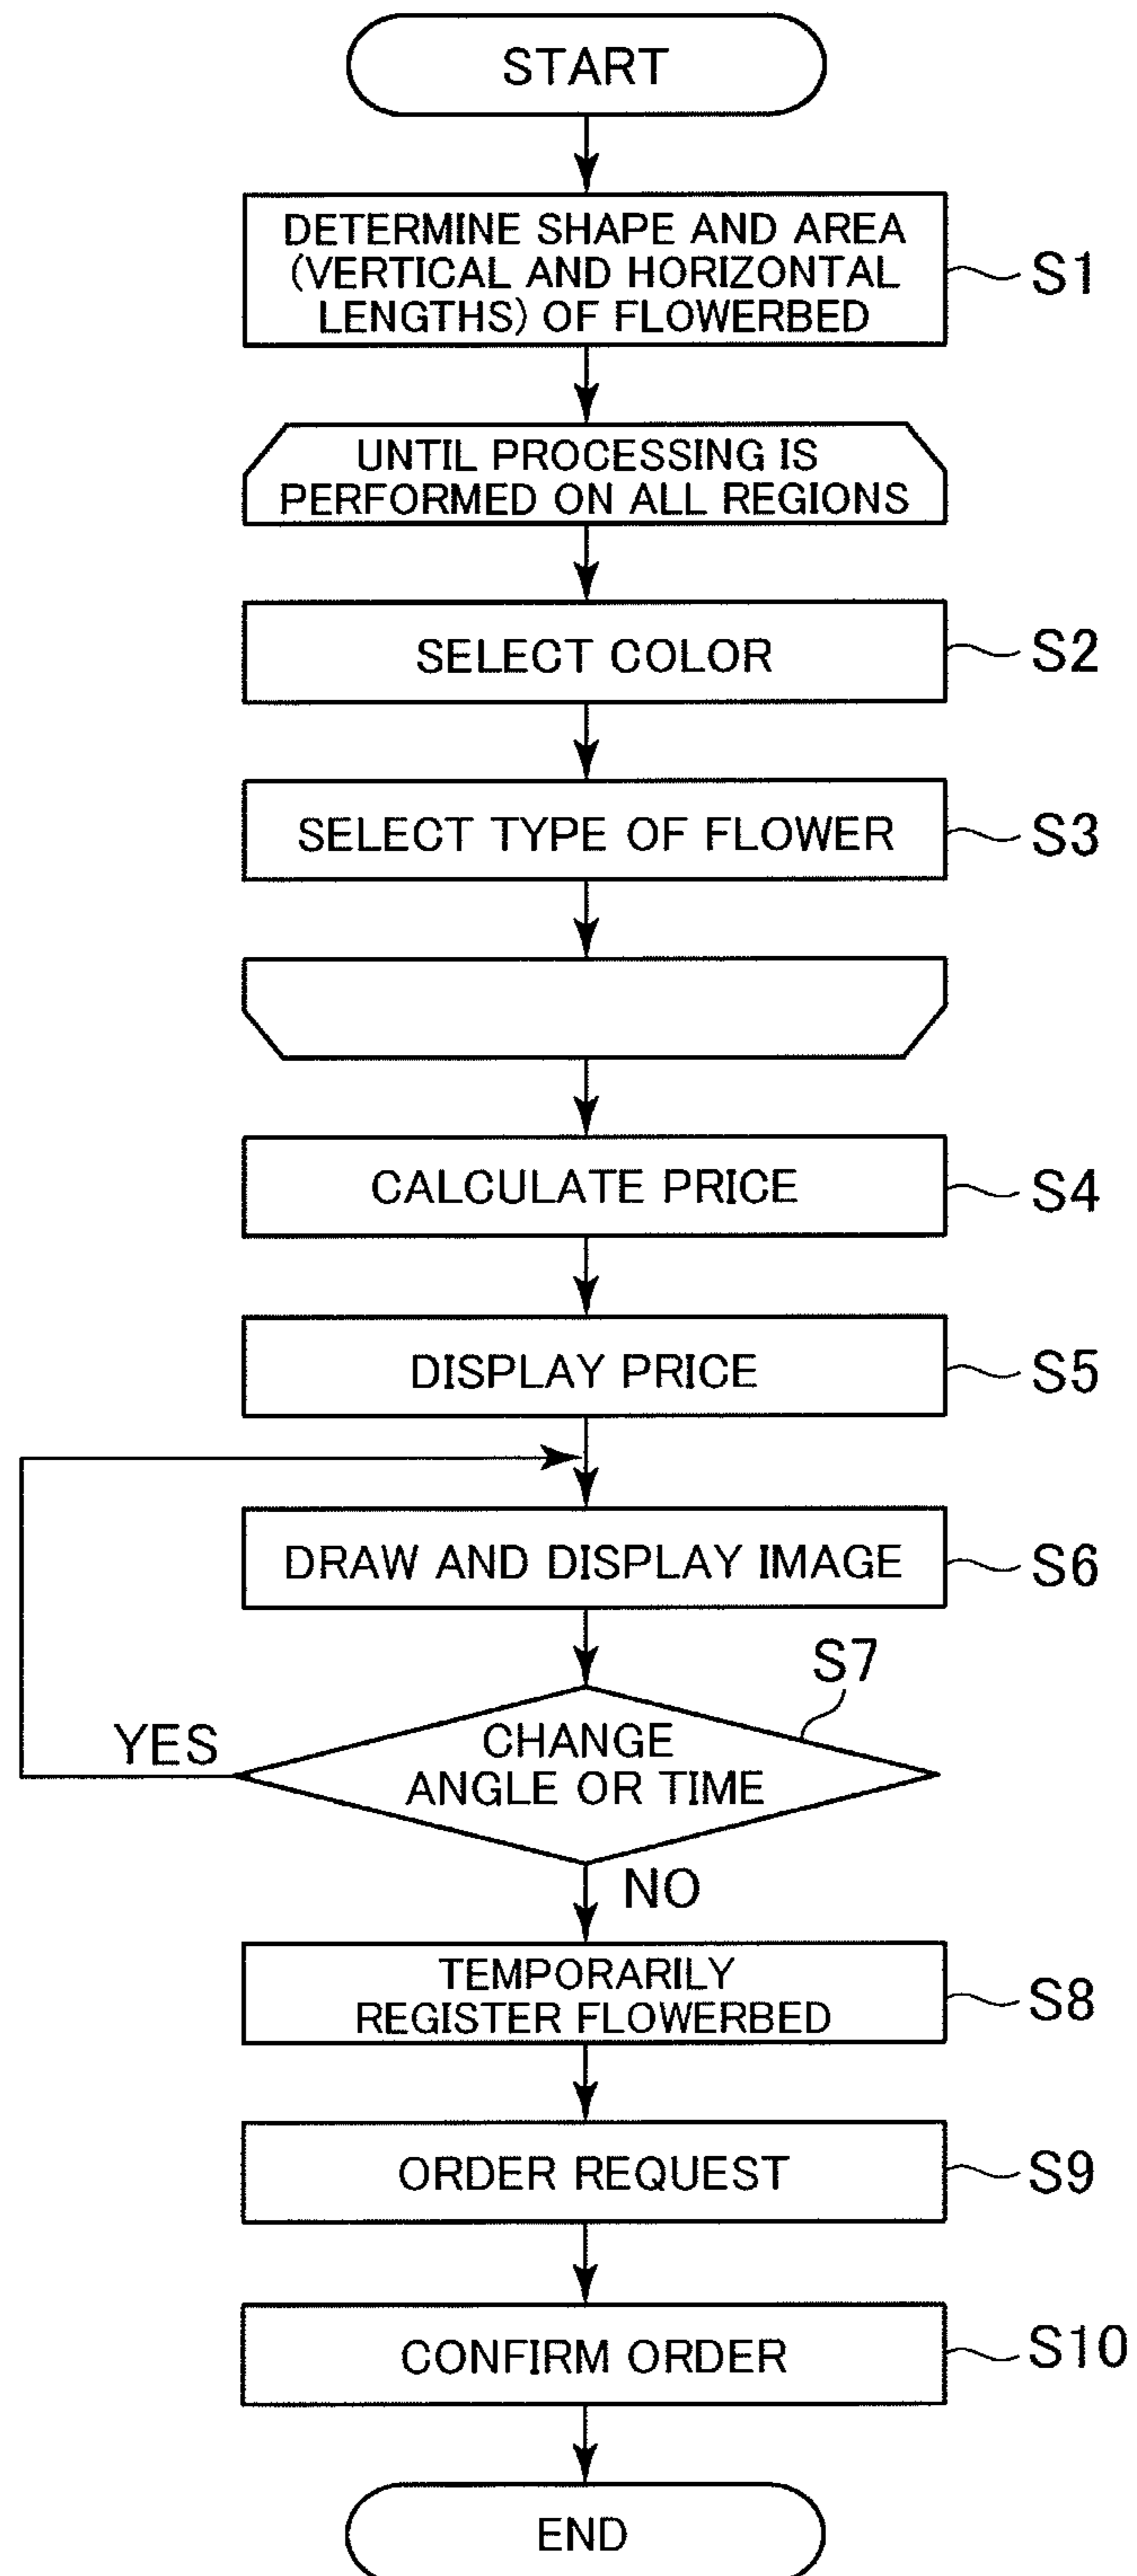 START
DETERMINE SHAPE AND AREA
(VERTICAL AND HORIZONTAL
LENGTHS) OF FLOWERBED
S1
UNTIL PROCESSING IS
PERFORMED ON ALL REGIONS
SELECT COLOR
S2
SELECT TYPE OF FLOWER
S3
CALCULATE PRICE
S4
DISPLAY PRICE
S5
DRAW AND DISPLAY IMAGE
S6
S7
YES
CHANGE
ANGLE OR TIME
NO
TEMPORARILY
REGISTER FLOWERBED
S8
ORDER REQUEST
S9
CONFIRM ORDER
S10
END